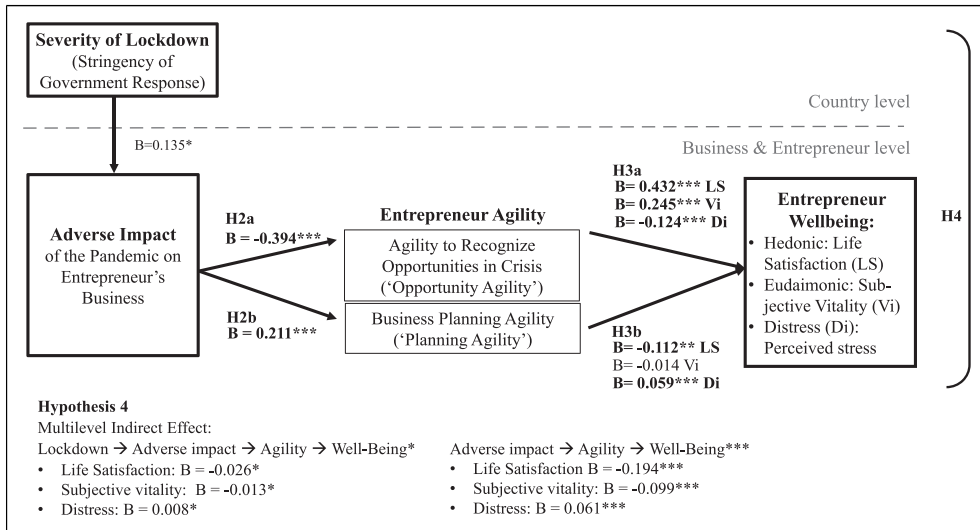 Severity of Lockdown
(Stringency of
Government Response)
Country level
B=0.135*
Business & Entrepreneur level
Adverse Impact
of the Pandemic on
Entrepreneur's
Business
H2a
B = -0.394***
H2b
B = 0.211***
Entrepreneur Agility
Agility to Recognize
Opportunities in Crisis
('Opportunity Agility')
Business Planning Agility
('Planning Agility')
H3a
B= 0.432*** LS
B= 0.245*** Vi
B= -0.124*** Di
H3b
B= -0.112** LS
B= -0.014 Vi
B= 0.059*** Di
Entrepreneur
Wellbeing:
• Hedonic: Life
Satisfaction (LS)
• Eudaimonic: Sub-
jective Vitality (Vi)
• Distress (Di):
Perceived stress
H4
Hypothesis 4
Multilevel Indirect Effect:
Lockdown → Adverse impact → Agility → Well-Being*
• Life Satisfaction: B = -0.026*
• Subjective vitality: B = -0.013*
• Distress: B = 0.008*
Adverse impact → Agility → Well-Being***
• Life Satisfaction B = -0.194***
• Subjective vitality: B = -0.099***
• Distress: B = 0.061***